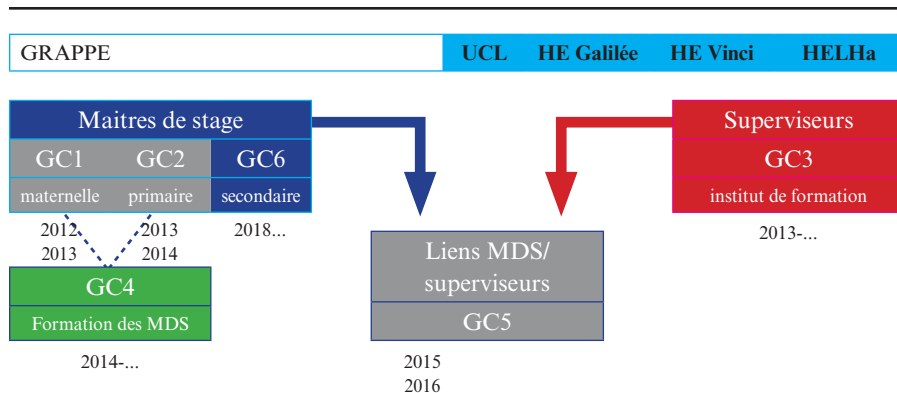 GRAPPE UCL HE Galilée HE Vinci HELHa
Maitres de stage
GC1 GC2 GC6
maternelle primaire secondaire
2012 2013 2018...
2013 2014
GC4
Formation des MDS
2014-...
Liens MDS/
superviseurs
GC5
2015
2016
Superviseurs
GC3
institut de formation
2013-...